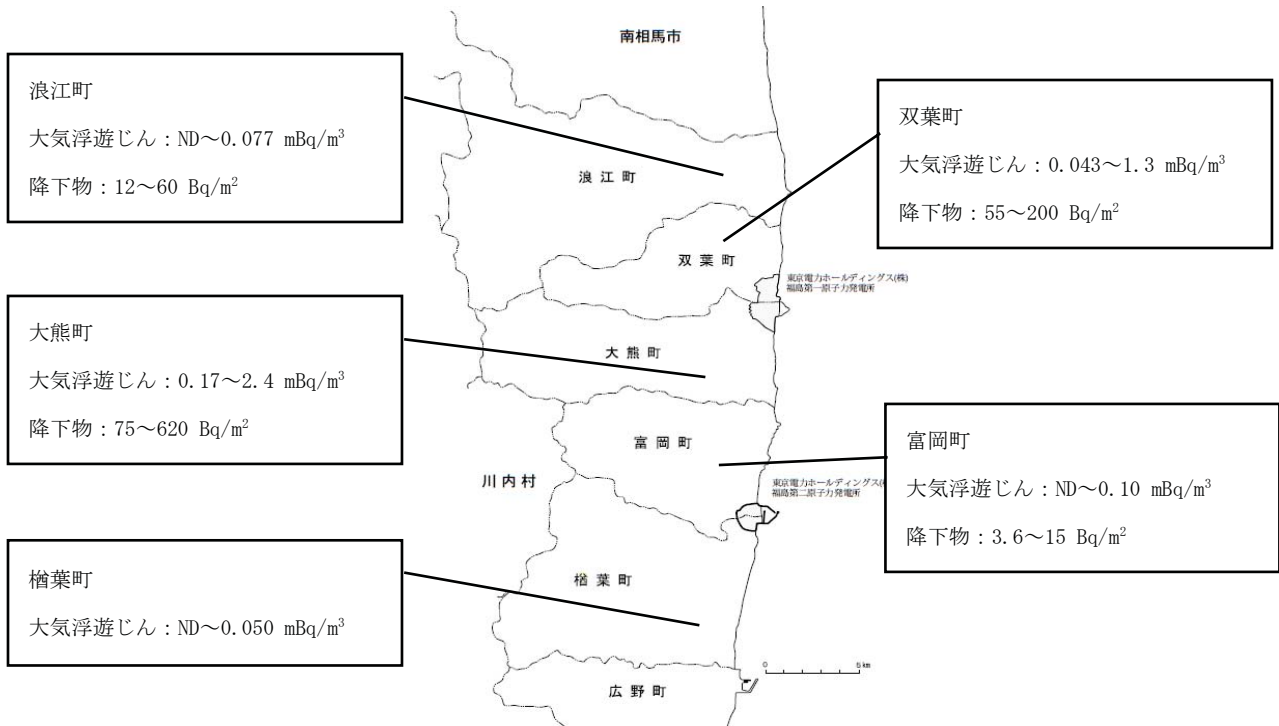 南相馬市
浪江町
大気浮遊じん：ND～0.077 mBq/m³
降下物：12～60 Bq/m²
双葉町
大気浮遊じん：0.043～1.3 mBq/m³
降下物：55～200 Bq/m²
浪江町
双葉町
東京電力ホールディングス(株)
福島第一原子力発電所
大熊町
大気浮遊じん：0.17～2.4 mBq/m³
降下物：75～620 Bq/m²
大熊町
富岡町
大気浮遊じん：ND～0.10 mBq/m³
降下物：3.6～15 Bq/m²
富岡町
川内村
東京電力ホールディングス(
福島第二原子力発電所
楢葉町
大気浮遊じん：ND～0.050 mBq/m³
楢葉町
0 5 km
広野町